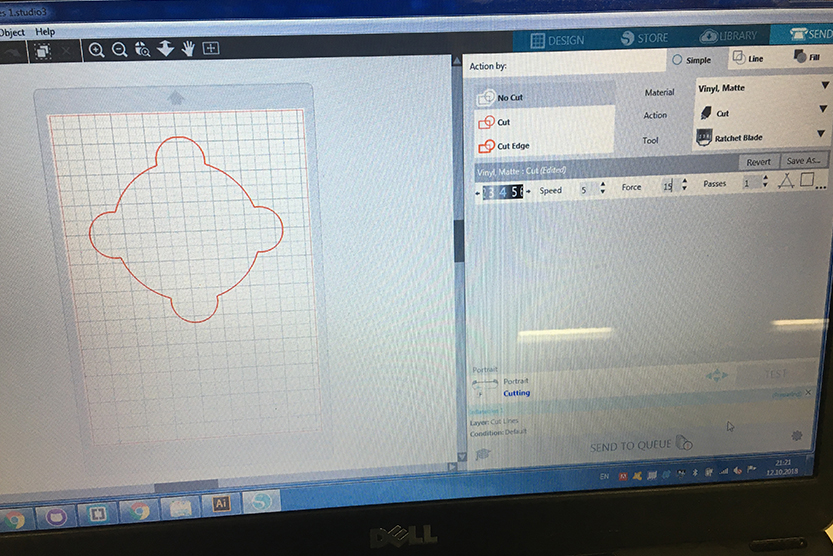 s 1.studio3
Object Help
DESIGN
STORE
LIBRARY
SEND
Action by:
Simple
Line
Fill
No Cut
Cut
Cut Edge
Material
Vinyl, Matte
Action
Cut
Tool
Ratchet Blade
Vinyl, Matte : Cut (Edited)
Revert
Save As...
3 4 5
Speed 5
Force 15
Passes 1
Portrait
Portrait
Cutting
TEST
Layer: Cut Lines
Condition: Default
SEND TO QUEUE
Ai
EN
21:21
12.10.2018
DELL